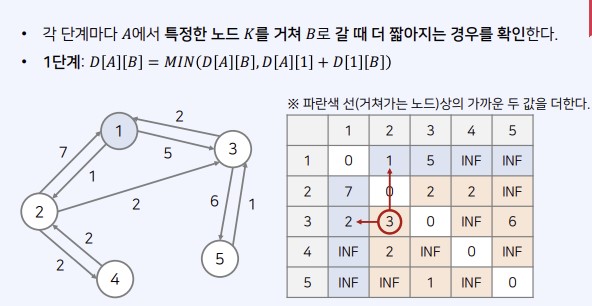 • 각 단계마다 A에서 특정한 노드 K를 거쳐 B로 갈 때 더 짧아지는 경우를 확인한다.
• 1단계: D[A][B] = MIN(D[A][B], D[A][1] + D[1][B])
※ 파란색 선(거쳐가는 노드)상의 가까운 두 값을 더한다.
1 2 3 4 5
1 0 1 5 INF INF
2 7 0 2 2 INF
3 2 3 0 INF 6
4 INF 2 INF 0 INF
5 INF INF 1 INF 0
2
1
7 5 3
1
6 1
2 2
2
2 5
4